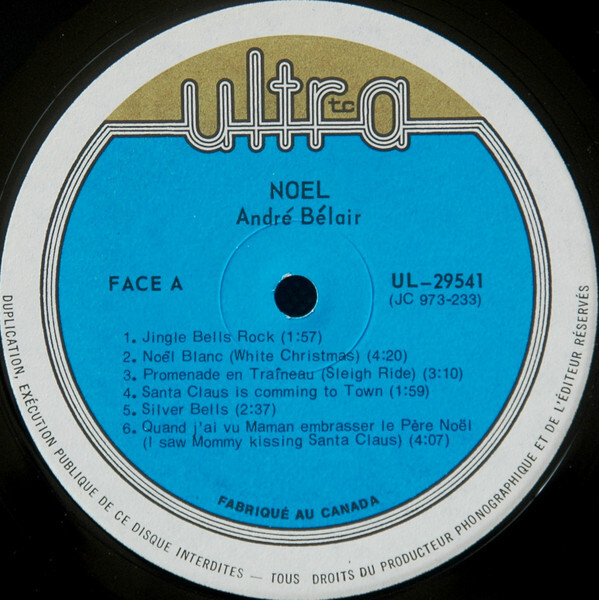 ultra
tc
NOEL
André Bélair
FACE A
UL-29541
(JC 973-233)
1. Jingle Bells Rock (1:57)
2. Noël Blanc (White Christmas) (4:20)
3. Promenade en Traîneau (Sleigh Ride) (3:10)
4. Santa Claus is comming to Town (1:59)
5. Silver Bells (2:37)
6. Quand j'ai vu Maman embrasser le Père Noël
(I saw Mommy kissing Santa Claus) (4:07)
FABRIQUÉ AU CANADA
DUPLICATION, EXÉCUTION PUBLIQUE DE CE DISQUE INTERDITES — TOUS DROITS DU PRODUCTEUR PHONOGRAPHIQUE ET DE L'ÉDITEUR RÉSERVÉS